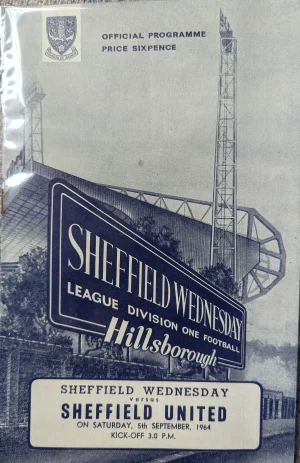 OFFICIAL PROGRAMME
PRICE SIXPENCE
SHEFFIELD WEDNESDAY
LEAGUE DIVISION ONE FOOTBALL
Hillsborough
SHEFFIELD WEDNESDAY
versus
SHEFFIELD UNITED
ON SATURDAY, 5th SEPTEMBER, 1964
KICK-OFF 3.0 P.M.